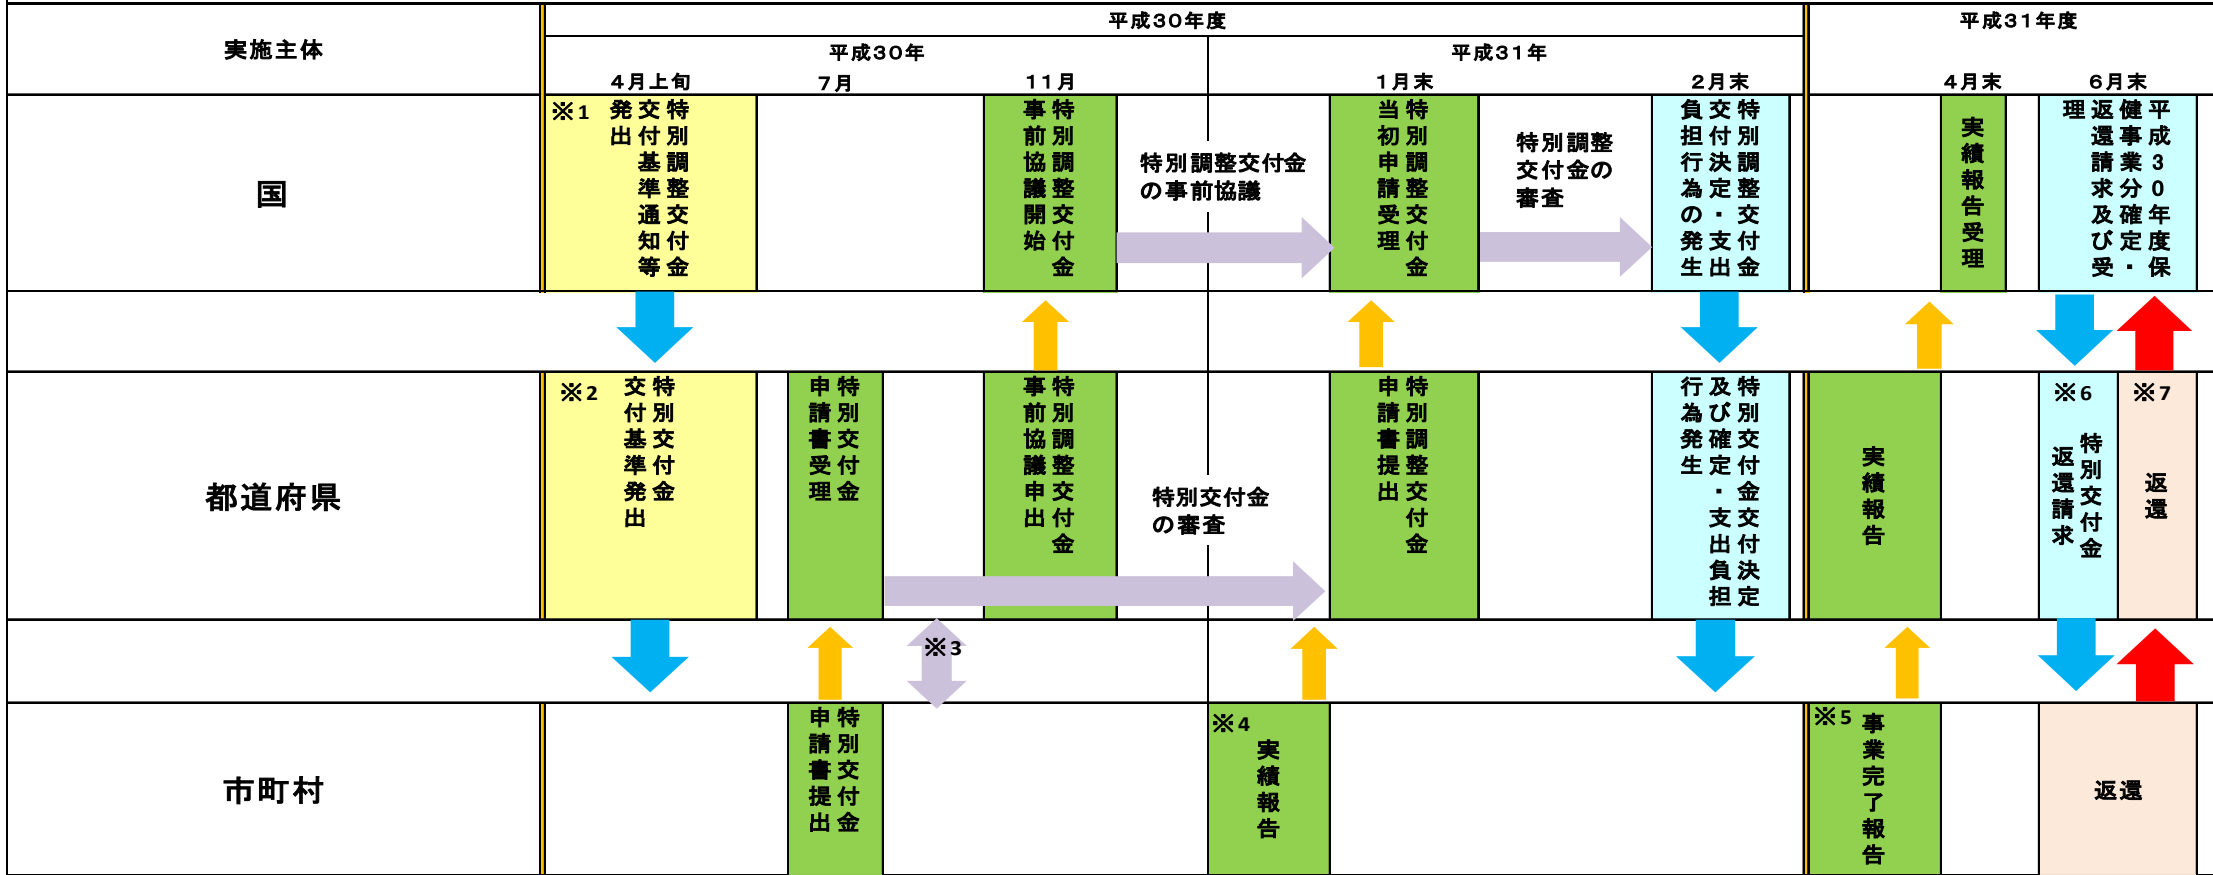 実施主体
平成30年度
平成31年度
平成30年
平成31年
4月上旬
7月
11月
1月末
2月末
4月末
6月末
国
※1
特別調整交付金
交付基準通知等
発出
特別調整交付金
事前協議開始
特別調整交付金
の事前協議
特別調整交付金
当初申請受理
特別調整
交付金の
審査
特別調整交付金
交付決定・支出
負担行為の発生
実績報告受理
平成30年度保
健事業分確定・
返還請求及び受
理
都道府県
※2
特別交付金
交付基準発出
特別交付金
申請書受理
特別調整交付金
事前協議申出
特別交付金
の審査
特別調整交付金
申請書提出
特別交付金交付決定
及び確定・支出負担
行為発生
実績報告
※6
特別交付金
返還請求
※7
返還
※3
市町村
特別交付金
申請書提出
※4
実績報告
※5
事業完了報告
返還